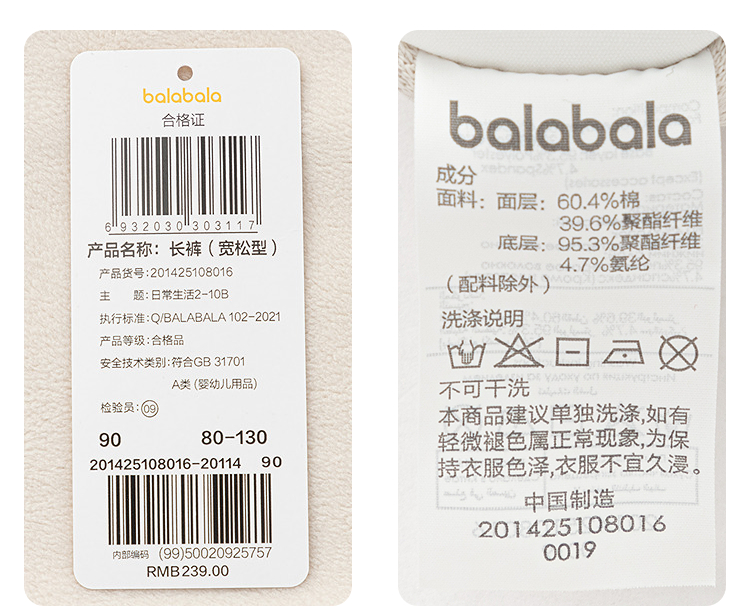 balabala
合格证
6 932030 303117
产品名称：长裤（宽松型）
产品货号:201425108016
主 题:日常生活2-10B
执行标准:Q/BALABALA 102-2021
产品等级:合格品
安全技术类别:符合GB 31701
A类 (婴幼儿用品)
检验员: 09
90 80-130
201425108016-20114 90
内部编码 (99)50020925757
RMB239.00
balabala
成分
面料：面层：60.4%棉
39.6%聚酯纤维
底层：95.3%聚酯纤维
4.7%氨纶
（配料除外）
洗涤说明
不可干洗
本商品建议单独洗涤,如有
轻微褪色属正常现象,为保
持衣服色泽,衣服不宜久浸。
中国制造
201425108016
0019